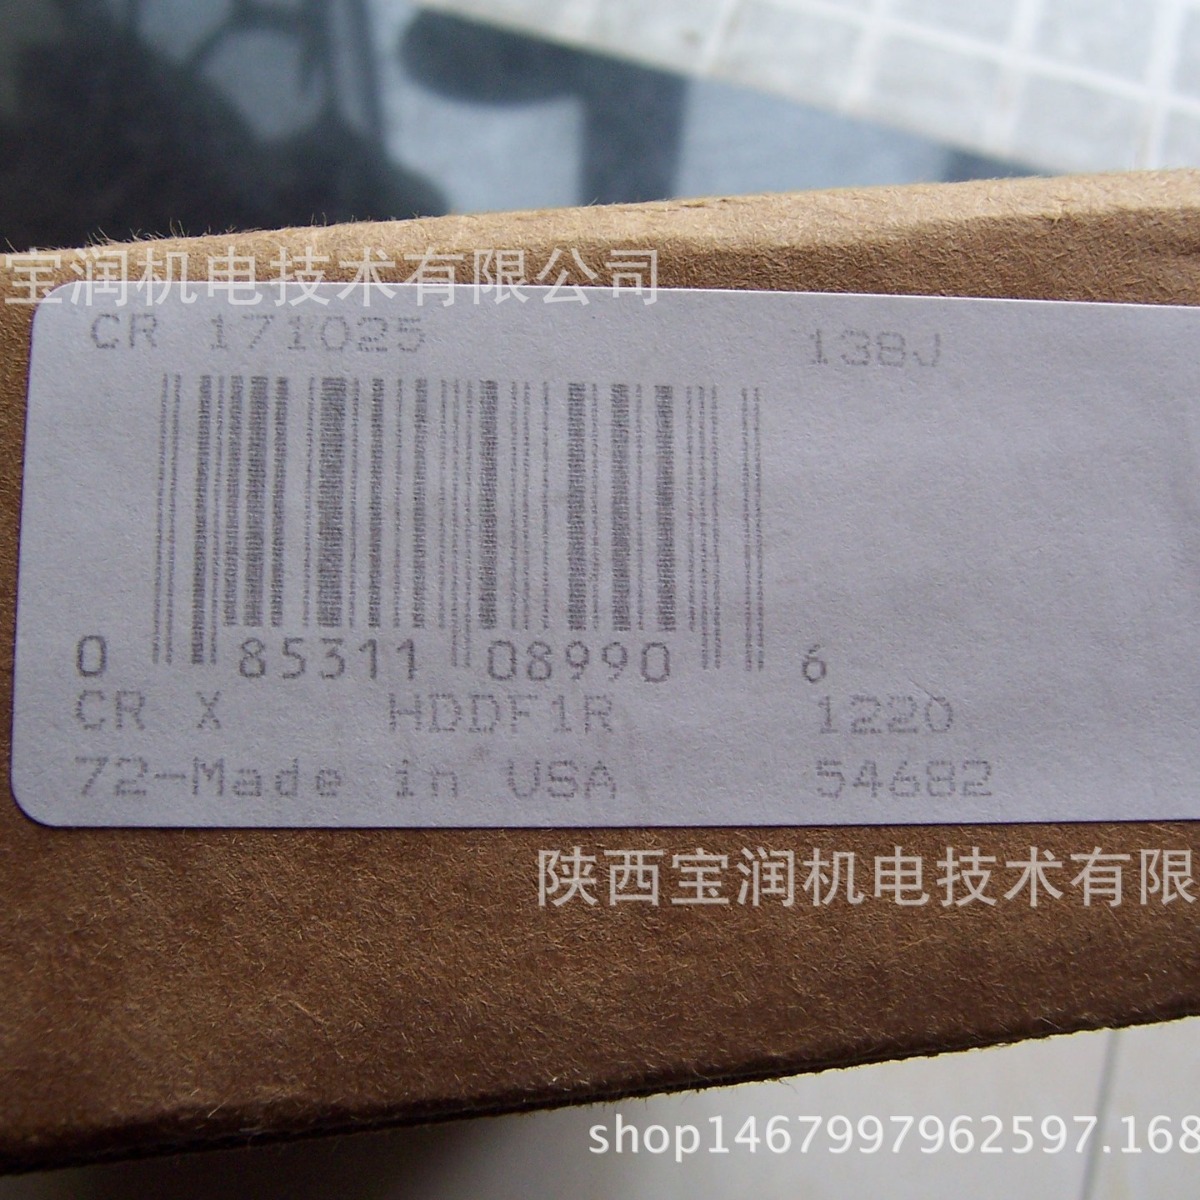 宝润机电技术有限公司
CR 171025 138J
0 85311 08990 6
CR X HDDF1R 1220
72-Made in USA 54682
陕西宝润机电技术有限
shop1467997962597.168